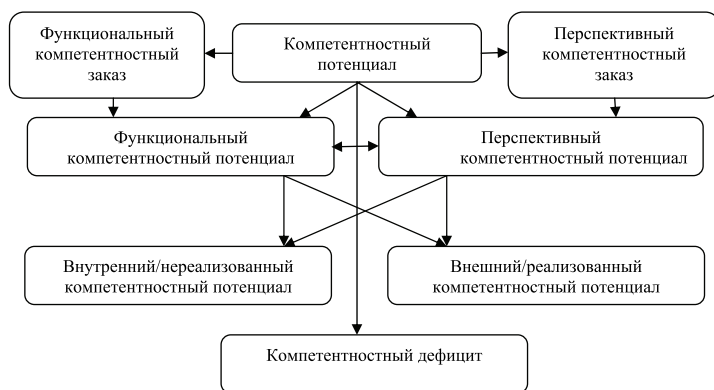 Функциональный
компетентностный
заказ
Компетентностный
потенциал
Перспективный
компетентностный
заказ
Функциональный
компетентностный потенциал
Перспективный
компетентностный потенциал
Внутренний/нереализованный
компетентностный потенциал
Внешний/реализованный
компетентностный потенциал
Компетентностный дефицит